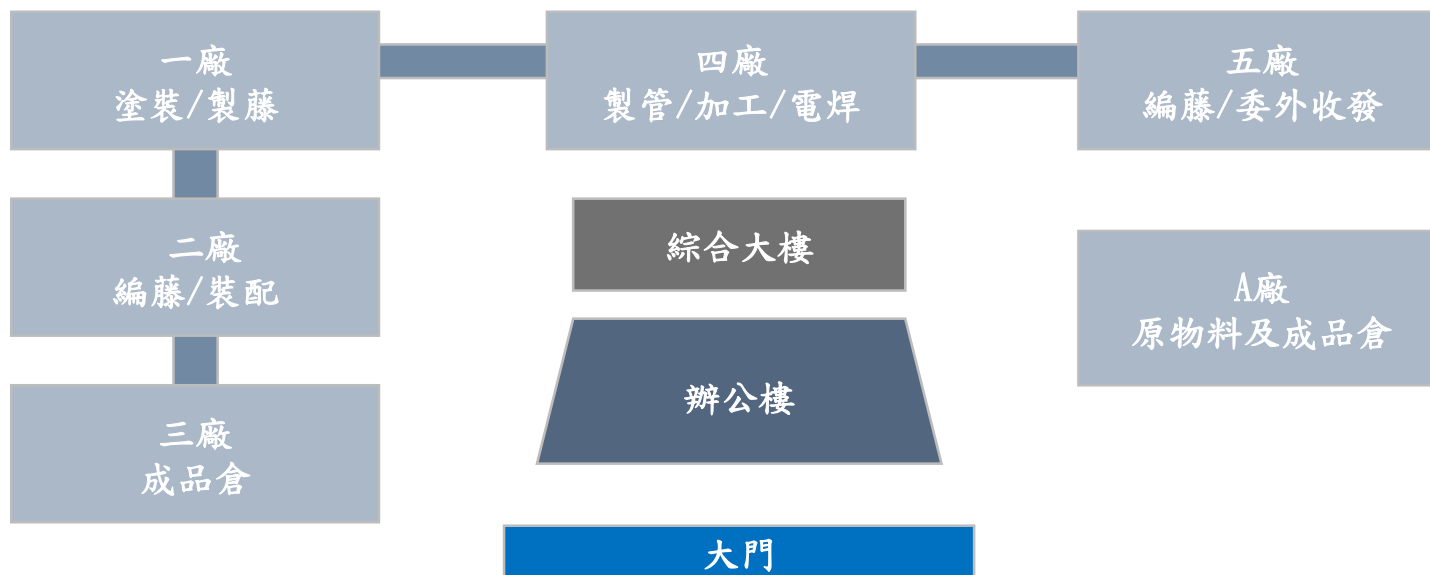 一廠
塗裝/製藤
四廠
製管/加工/電焊
五廠
編藤/委外收發
二廠
編藤/裝配
綜合大樓
A廠
原物料及成品倉
辦公樓
三廠
成品倉
大門